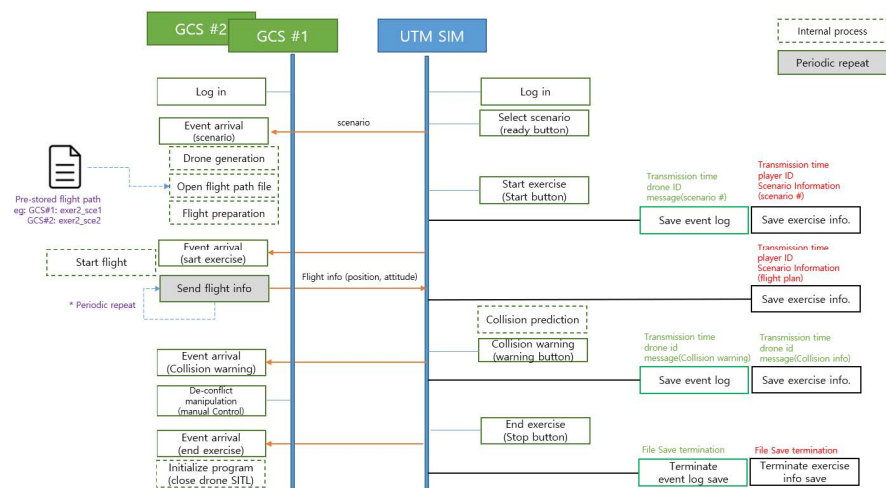 GCS #2
GCS #1
UTM SIM
Internal process
Periodic repeat
Log in
Log in
Event arrival
(scenario)
scenario
Select scenario
(ready button)
Drone generation
Open flight path file
Flight preparation
Pre-stored flight path
eg: GCS#1: exer2_sce1
GCS#2: exer2_sce2
Start exercise
(Start button)
Transmission time
drone ID
message(scenario #)
Transmission time
player ID
Scenario Information
(scenario #)
Save event log
Save exercise info.
Event arrival
(sart exercise)
Start flight
Send flight info
Flight info (position, attitude)
* Periodic repeat
Transmission time
player ID
Scenario Information
(flight plan)
Save exercise info.
Collision prediction
Collision warning
(warning button)
Event arrival
(Collision warning)
Transmission time
drone id
message(Collision warning)
Transmission time
drone id
message(Collision info)
Save event log
Save exercise info.
De-conflict
manipulation
(manual Control)
End exercise
(Stop button)
Event arrival
(end exercise)
Initialize program
(close drone SITL)
File Save termination
File Save termination
Terminate
event log save
Terminate exercise
info save